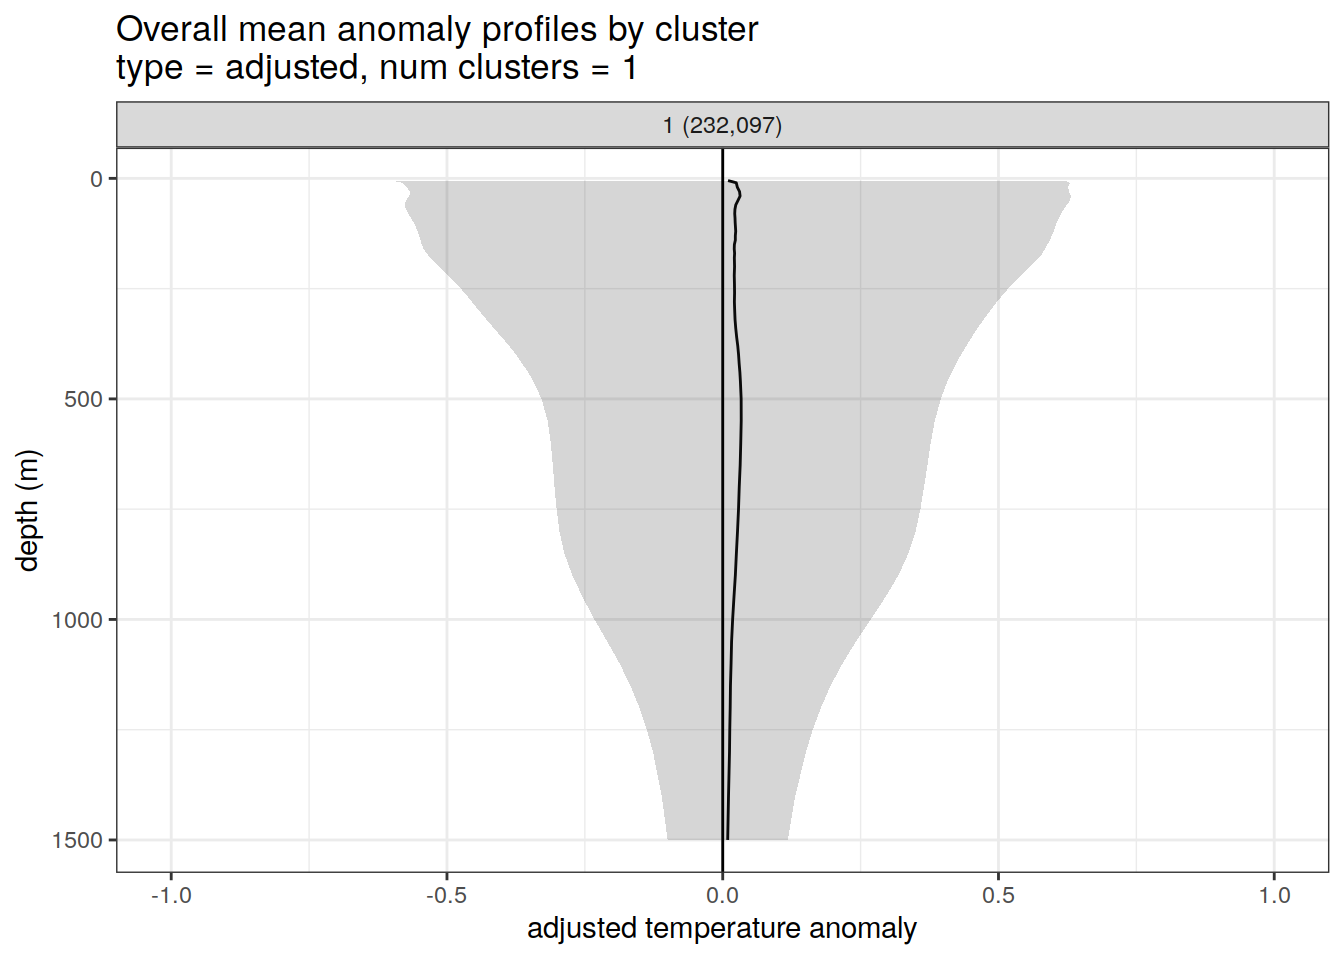 Overall mean anomaly profiles by cluster
type = adjusted, num clusters = 1
1 (232,097)
0
500
1000
1500
depth (m)
-1.0
-0.5
0.0
0.5
1.0
adjusted temperature anomaly